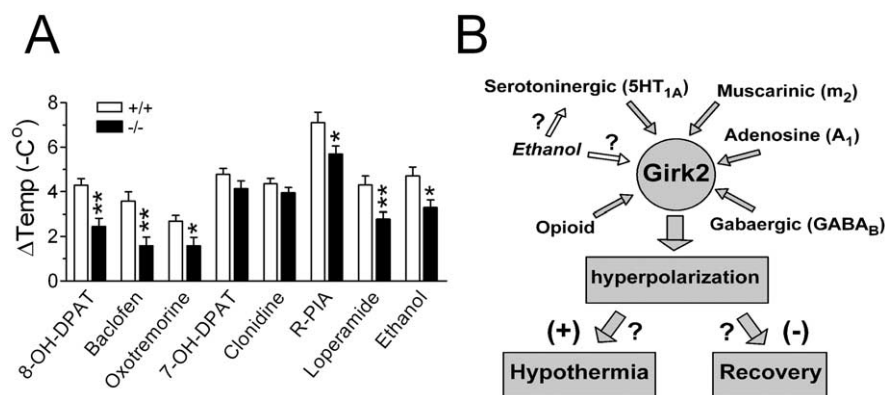 A
+/+
-/-
ΔTemp (-Cº)
8
6
4
2
0
**
**
*
*
**
*
8-OH-DPAT
Baclofen
Oxotremorine
7-OH-DPAT
Clonidine
R-PIA
Loperamide
Ethanol
B
Serotoninergic (5HT1A)
Muscarinic (m2)
?
Ethanol
?
Adenosine (A1)
Girk2
Opioid
Gabaergic (GABAB)
hyperpolarization
(+) ? ? (-)
Hypothermia
Recovery